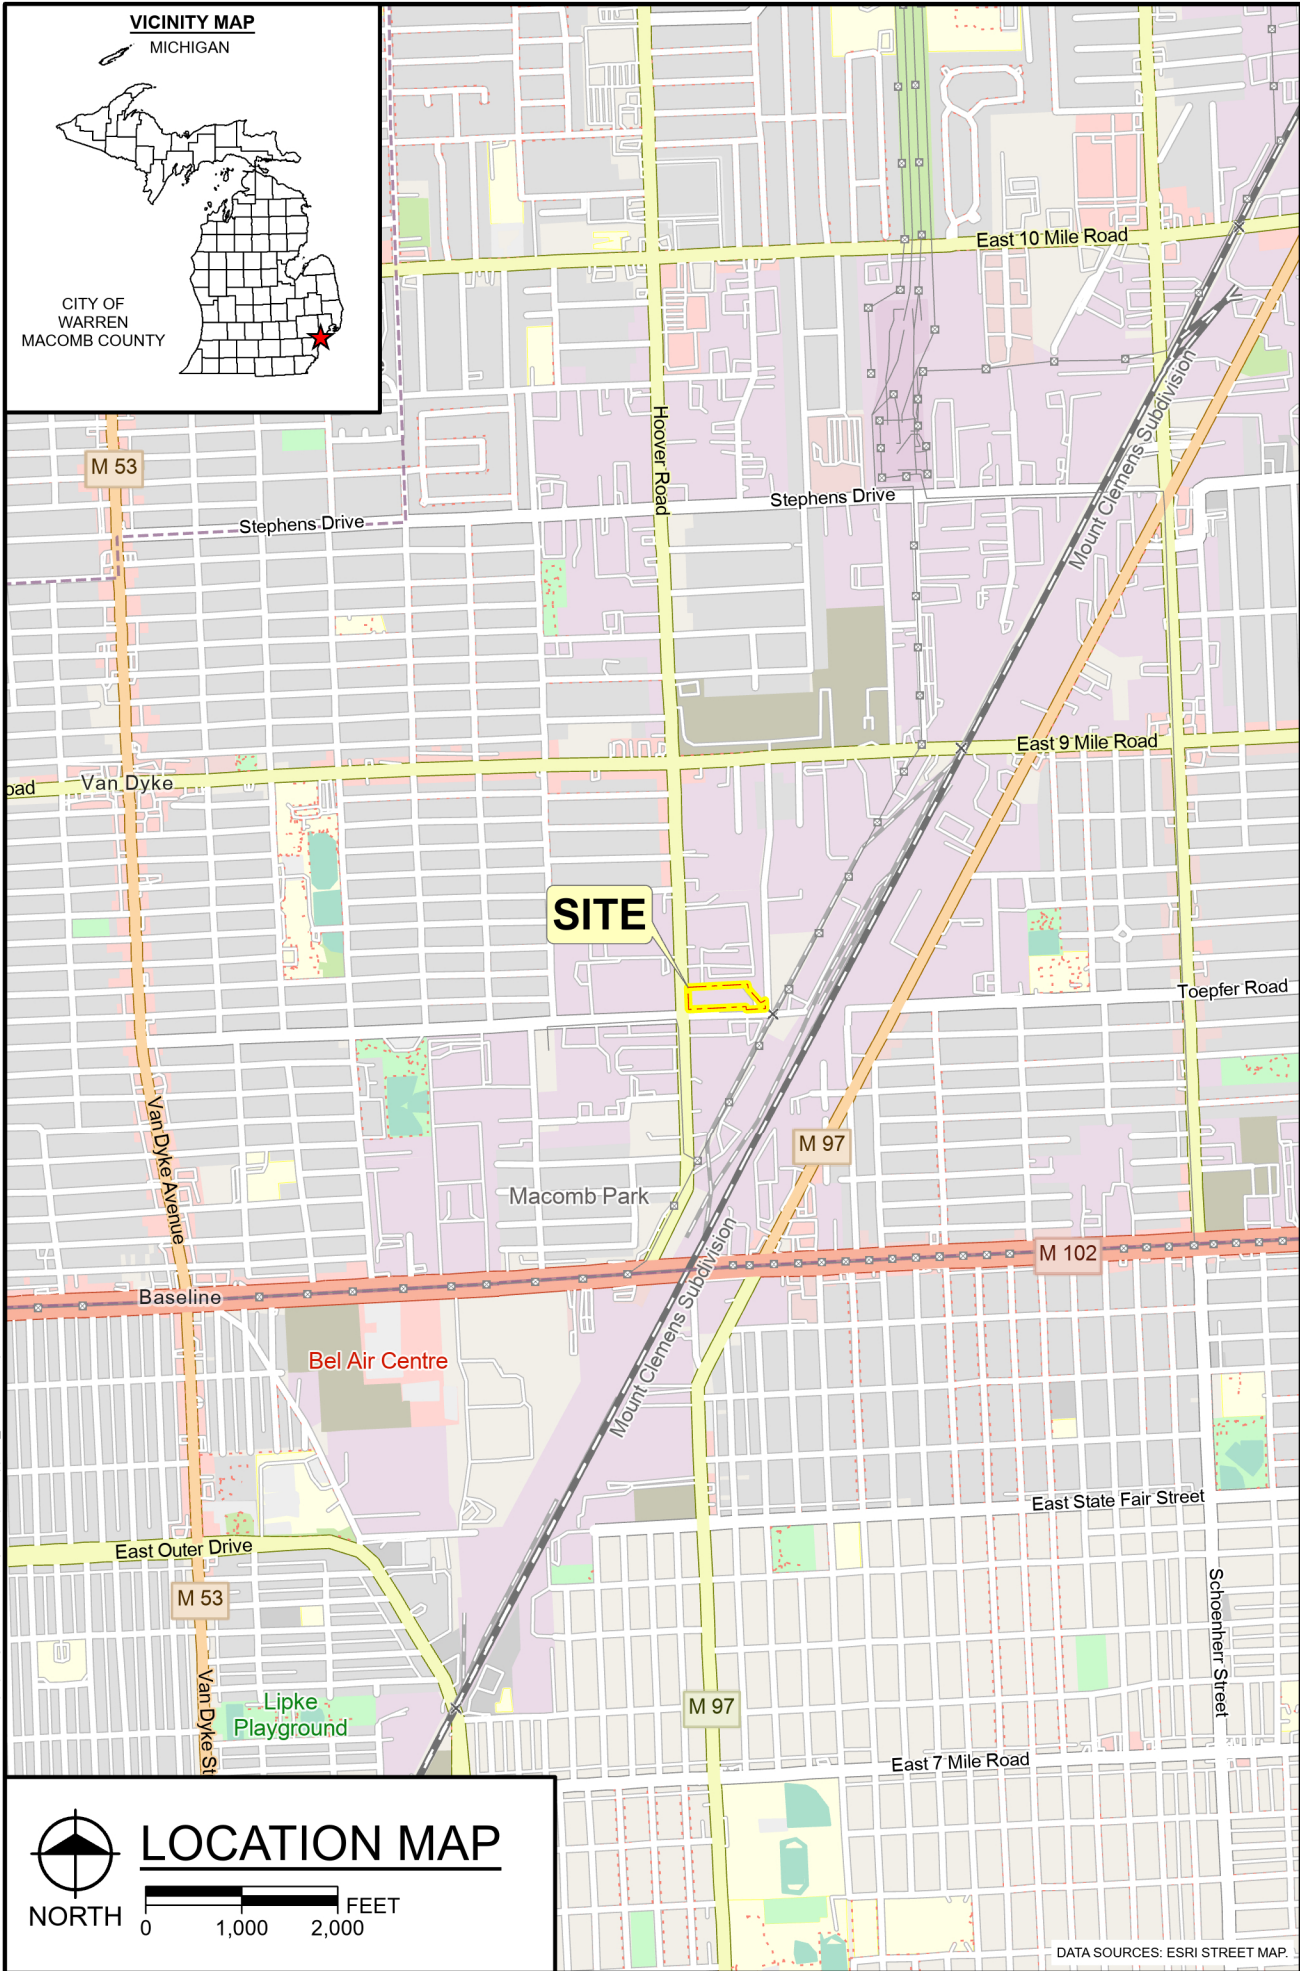 VICINITY MAP
MICHIGAN
CITY OF
WARREN
MACOMB COUNTY
East 10 Mile Road
Hoover Road
Mount Clemens Subdivision
M 53
Stephens Drive
Stephens Drive
East 9 Mile Road
oad
Van Dyke
SITE
Toepfer Road
Van Dyke Avenue
M 97
Macomb Park
M 102
Baseline
Mount Clemens Subdivision
Bel Air Centre
East State Fair Street
East Outer Drive
M 53
Schoenherr Street
Van Dyke St
Lipke
Playground
M 97
East 7 Mile Road
LOCATION MAP
NORTH
FEET
0 1,000 2,000
DATA SOURCES: ESRI STREET MAP.